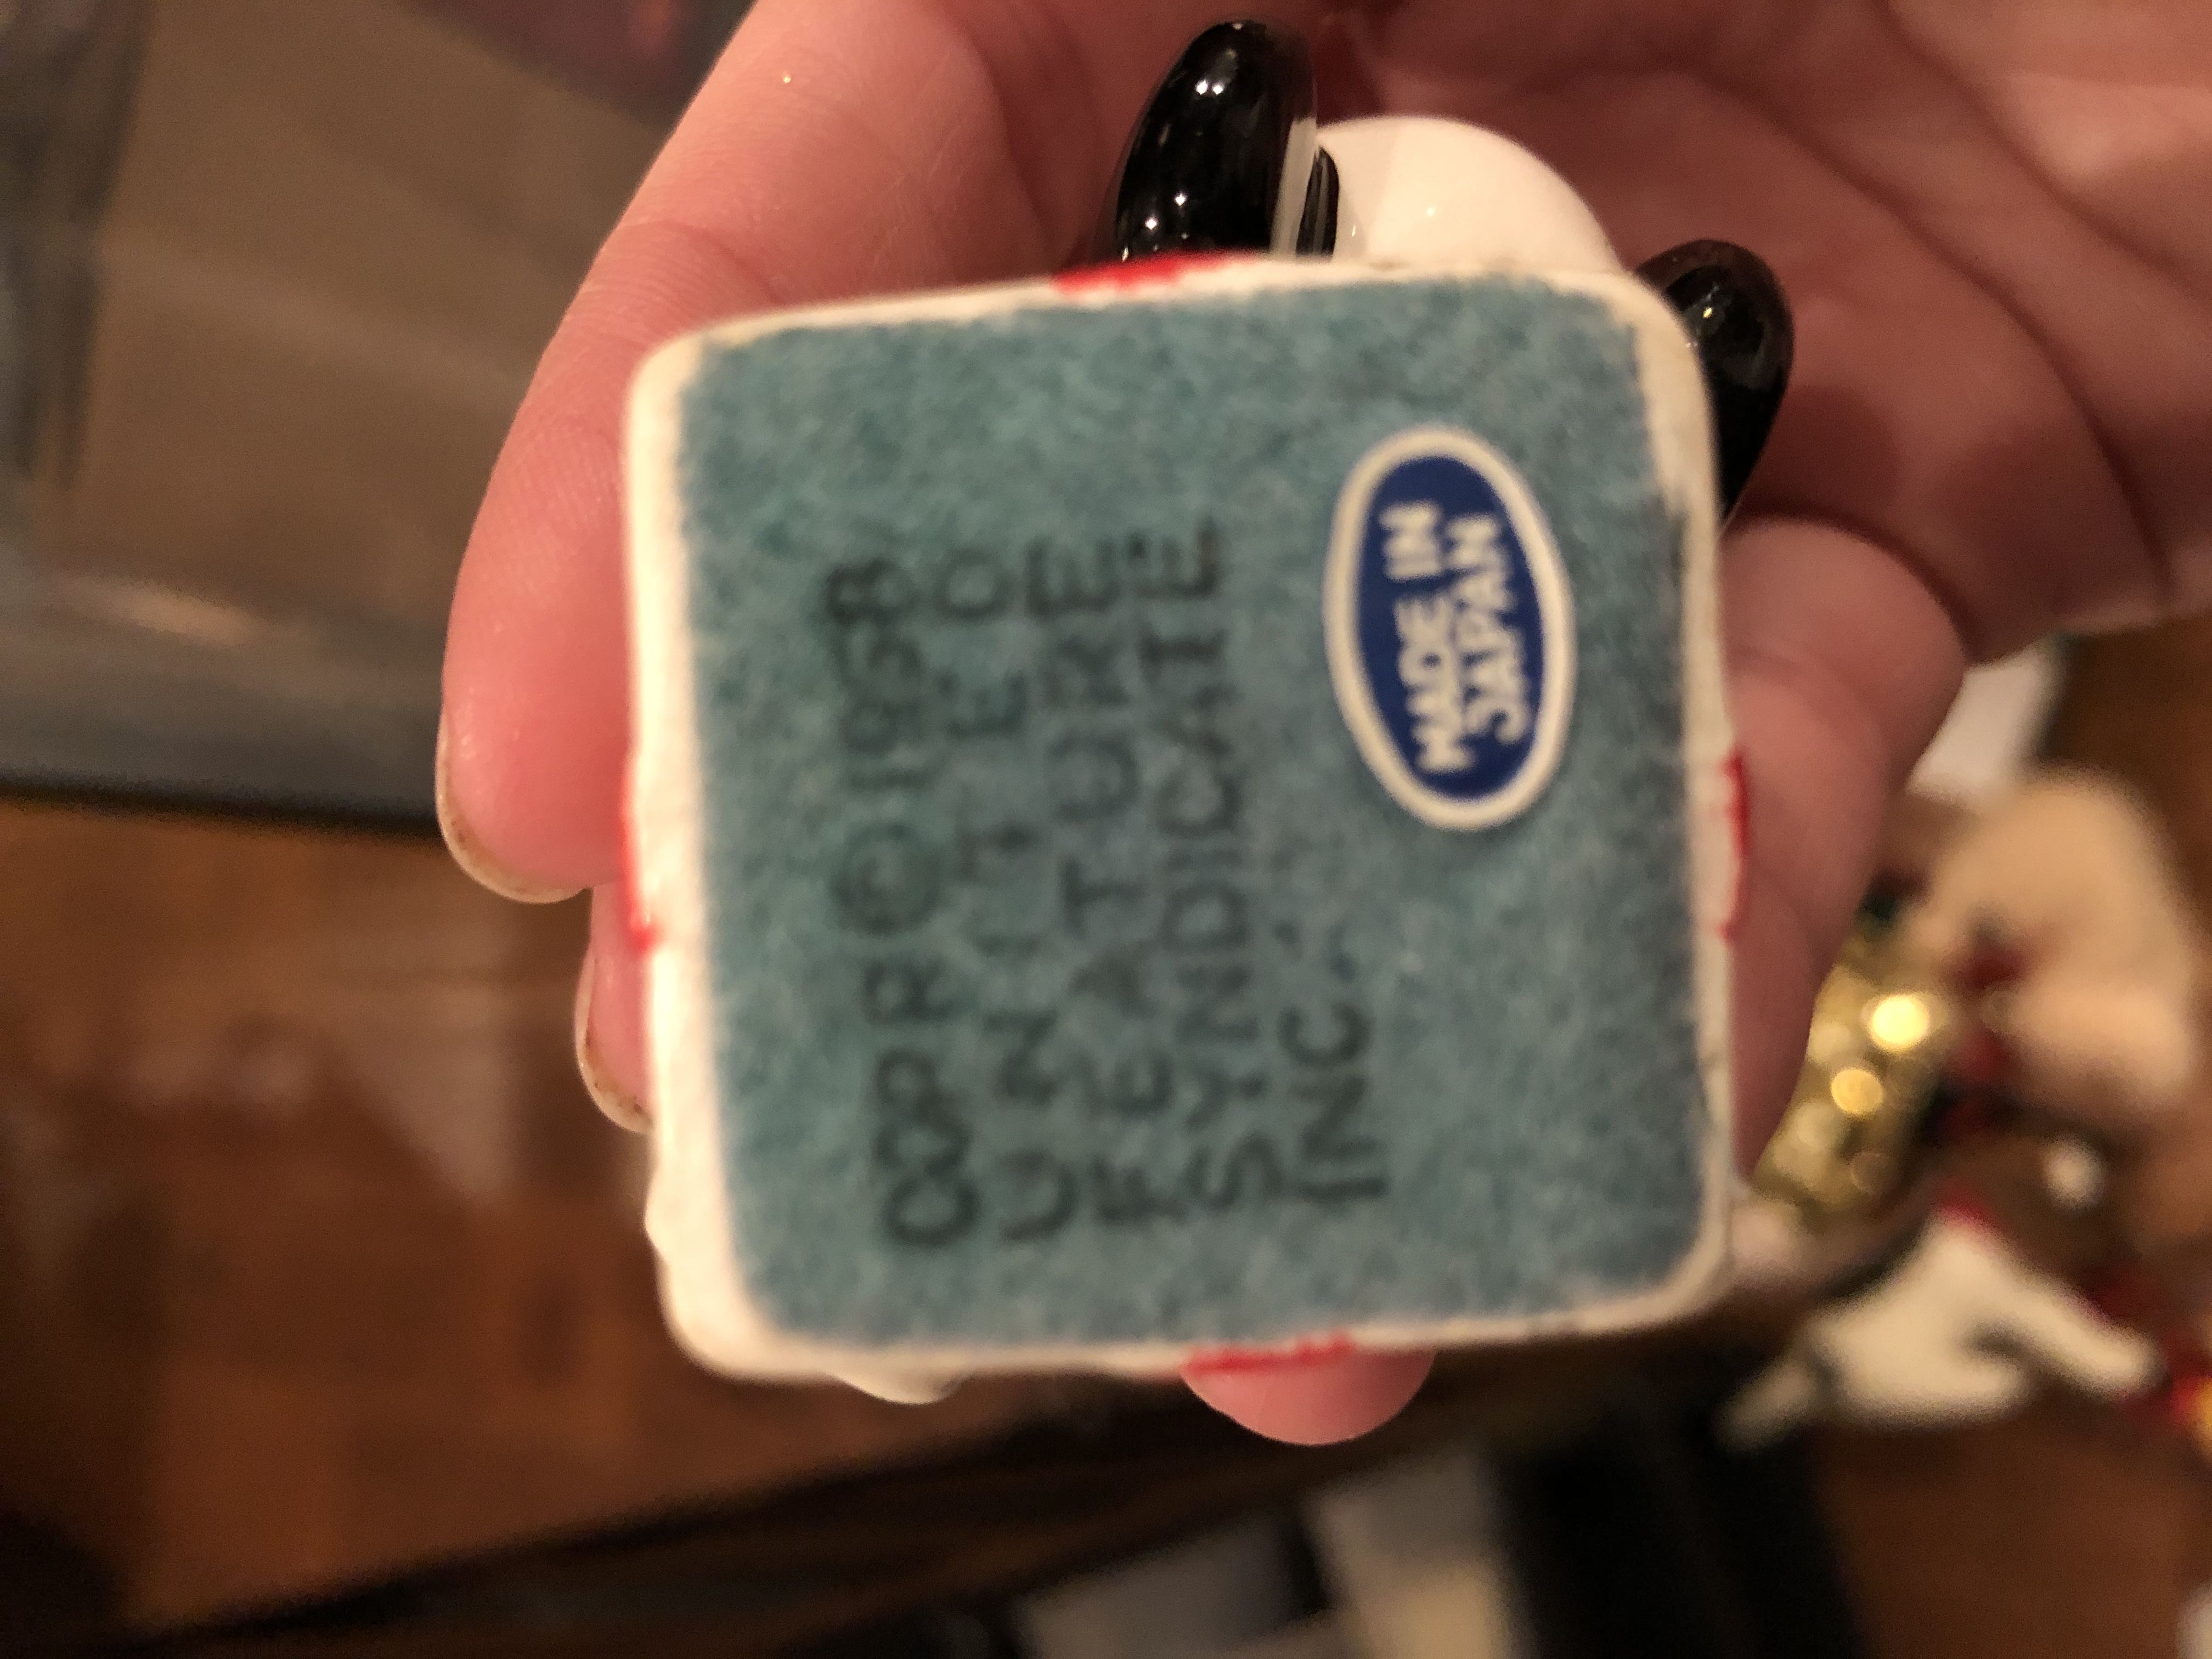 COPR © 1958
UNITED
FEATURE
SYNDICATE
INC.
MADE IN
JAPAN